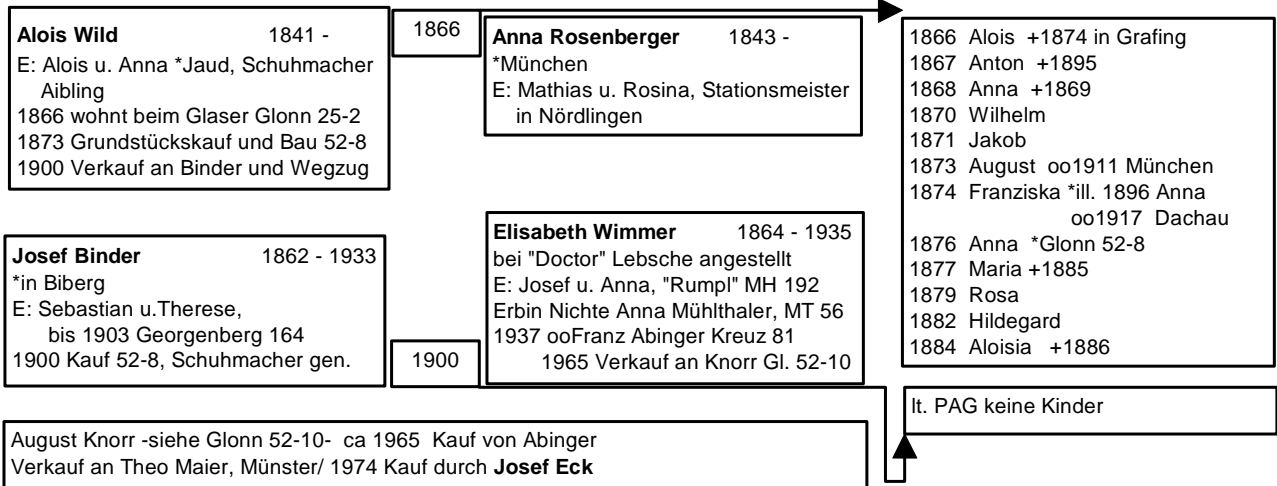 Alois Wild 1841 -
E: Alois u. Anna *Jaud, Schuhmacher
Aibling
1866 wohnt beim Glaser Glonn 25-2
1873 Grundstückskauf und Bau 52-8
1900 Verkauf an Binder und Wegzug
1866
Anna Rosenberger 1843 -
*München
E: Mathias u. Rosina, Stationsmeister
in Nördlingen
1866 Alois +1874 in Grafing
1867 Anton +1895
1868 Anna +1869
1870 Wilhelm
1871 Jakob
1873 August oo1911 München
1874 Franziska *ill. 1896 Anna
oo1917 Dachau
1876 Anna *Glonn 52-8
1877 Maria +1885
1879 Rosa
1882 Hildegard
1884 Aloisia +1886
Josef Binder 1862 - 1933
*in Biberg
E: Sebastian u.Therese,
bis 1903 Georgenberg 164
1900 Kauf 52-8, Schuhmacher gen.
1900
Elisabeth Wimmer 1864 - 1935
bei "Doctor" Lebsche angestellt
E: Josef u. Anna, "Rumpl" MH 192
Erbin Nichte Anna Mühlthaler, MT 56
1937 ooFranz Abinger Kreuz 81
1965 Verkauf an Knorr Gl. 52-10
lt. PAG keine Kinder
August Knorr -siehe Glonn 52-10- ca 1965 Kauf von Abinger
Verkauf an Theo Maier, Münster/ 1974 Kauf durch Josef Eck